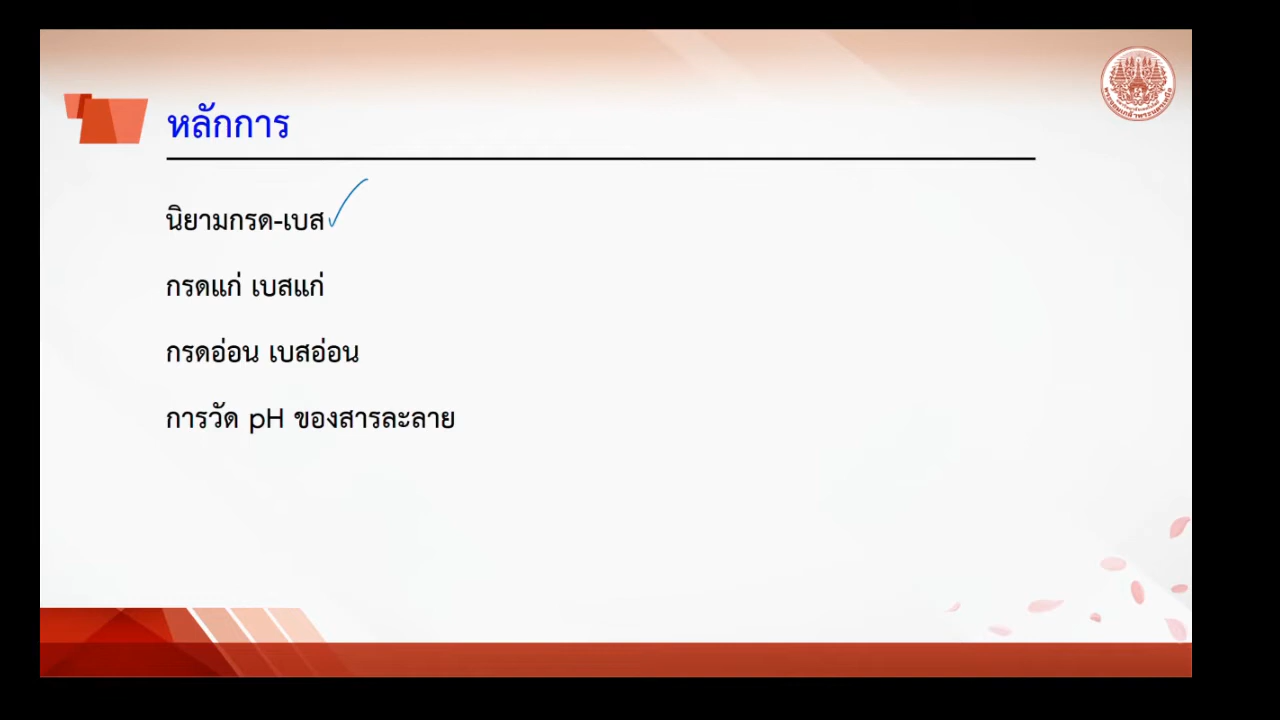 หลักการ
นิยามกรด-เบส
กรดแก่ เบสแก่
กรดอ่อน เบสอ่อน
การวัด pH ของสารละลาย